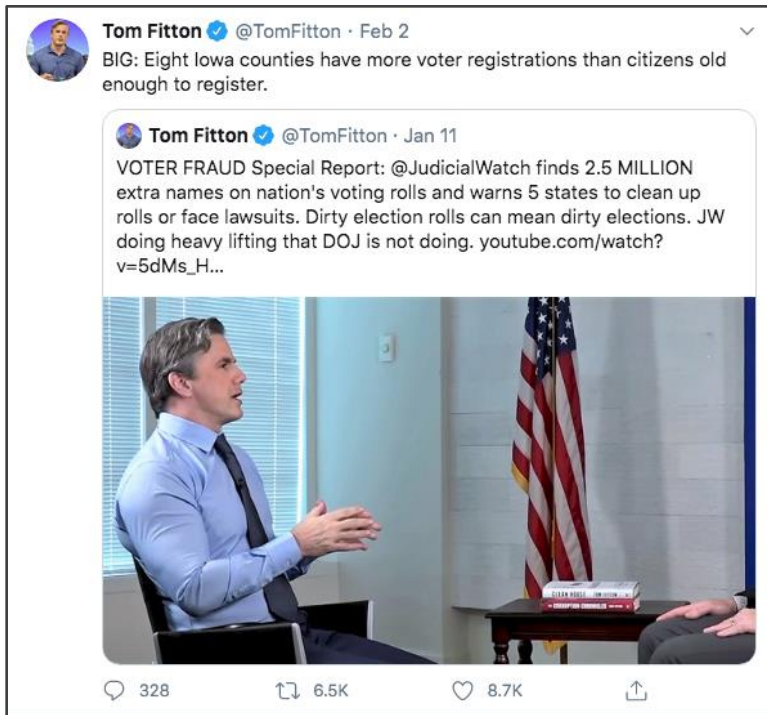 Tom Fitton @TomFitton · Feb 2
BIG: Eight Iowa counties have more voter registrations than citizens old
enough to register.
Tom Fitton @TomFitton · Jan 11
VOTER FRAUD Special Report: @JudicialWatch finds 2.5 MILLION
extra names on nation's voting rolls and warns 5 states to clean up
rolls or face lawsuits. Dirty election rolls can mean dirty elections. JW
doing heavy lifting that DOJ is not doing. youtube.com/watch?
v=5dMs_H...
CLEAN HOUSE TOM FITTON
CORRUPTION CHRONICLES
328 6.5K 8.7K